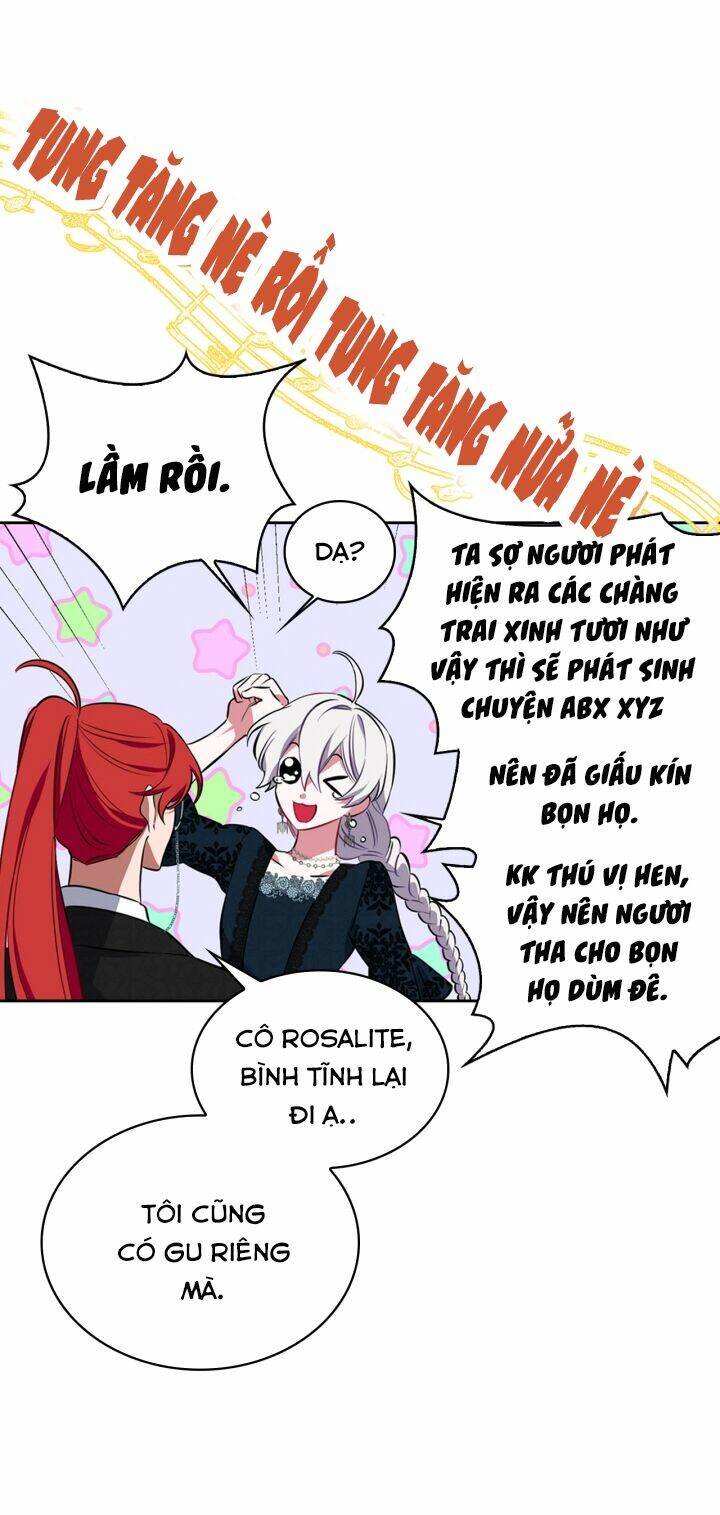 TUNG TĂNG NÈ RỒI TUNG TĂNG NỬA NÈ
LẦM RỒI.
DẠ?
TA SỢ NGƯƠI PHÁT
HIỆN RA CÁC CHÀNG
TRAI XINH TƯƠI NHƯ
VẬY THÌ SẼ PHÁT SINH
CHUYỆN ABX XYZ
NÊN ĐÃ GIẤU KÍN
BỌN HỌ.
KK THÚ VỊ HEN,
VẬY NÊN NGƯƠI
THA CHO BỌN
HỌ DÙM ĐÊ.
CÔ ROSALITE,
BÌNH TĨNH LẠI
ĐI Ạ..
TÔI CŨNG
CÓ GU RIÊNG
MÀ.